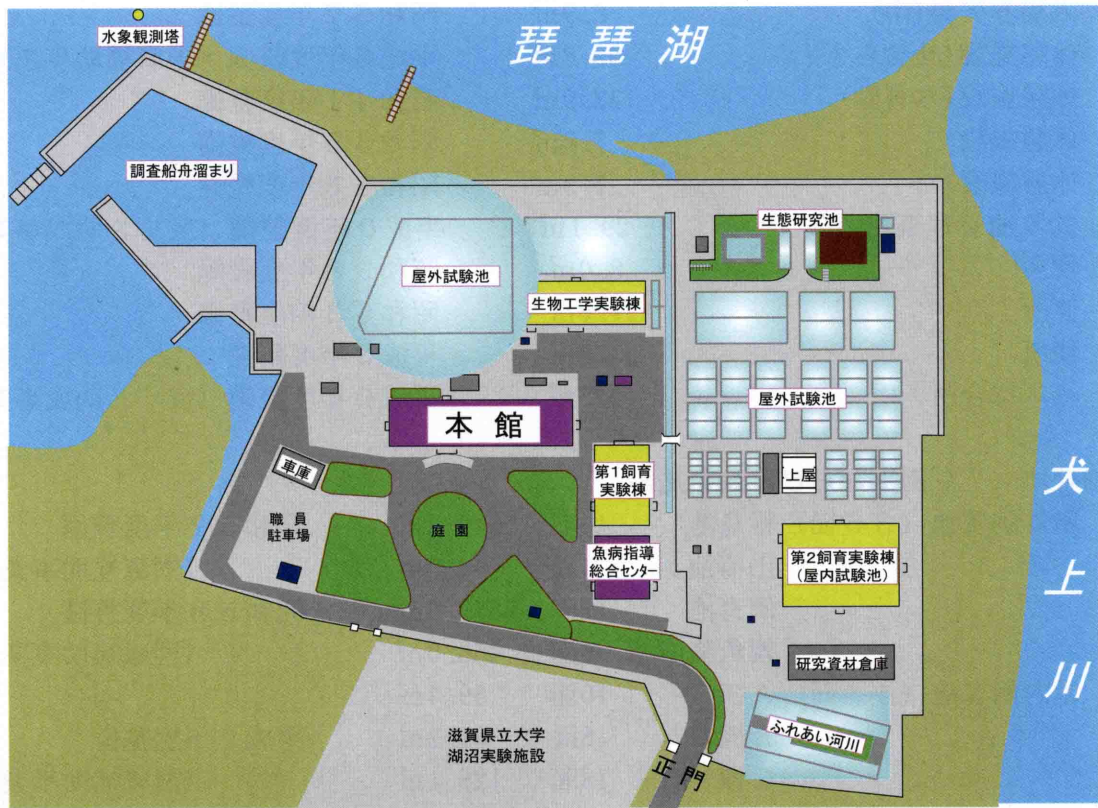 水象観測塔
琵琶湖
調査船舟溜まり
生態研究池
屋外試験池
生物工学実験棟
屋外試験池
本館
車庫
第1飼育
実験棟
上屋
職員
駐車場
庭園
魚病指導
総合センター
第2飼育実験棟
(屋内試験池)
犬上川
研究資材倉庫
ふれあい河川
滋賀県立大学
湖沼実験施設
正門